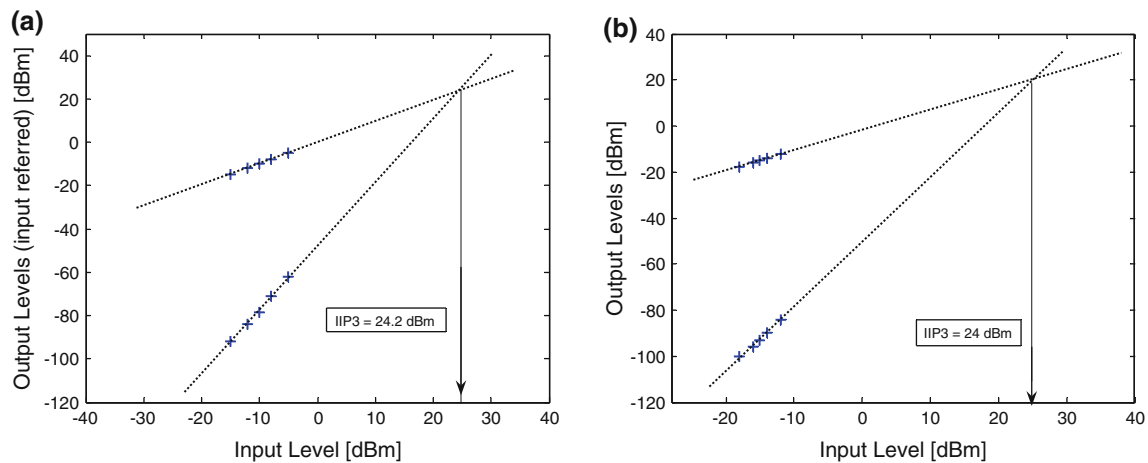 (a)
Output Levels (input referred) [dBm]
40
20
0
-20
-40
-60
-80
-100
-120
IIP3 = 24.2 dBm
-40 -30 -20 -10 0 10 20 30 40
Input Level [dBm]
(b)
Output Levels [dBm]
40
20
0
-20
-40
-60
-80
-100
-120
IIP3 = 24 dBm
-20 -10 0 10 20 30 40
Input Level [dBm]